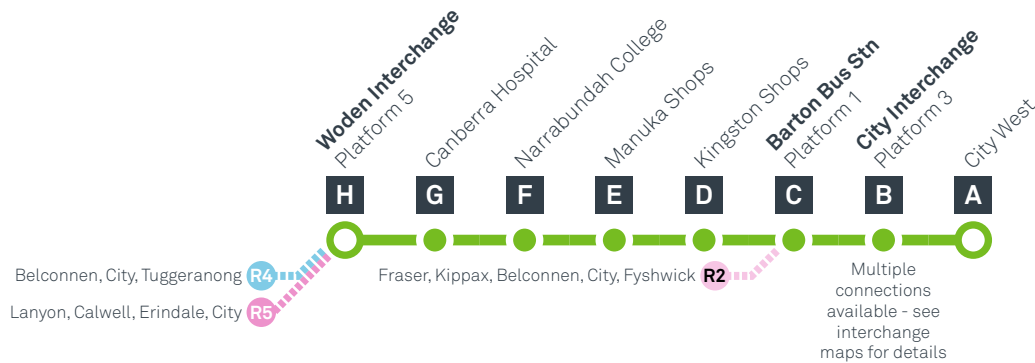 Woden Interchange
Platform 5
Canberra Hospital
Narrabundah College
Manuka Shops
Kingston Shops
Barton Bus Stn
Platform 1
City Interchange
Platform 3
City West
H G F E D C B A
Belconnen, City, Tuggeranong R4
Fraser, Kippax, Belconnen, City, Fyshwick R2
Lanyon, Calwell, Erindale, City R5
Multiple
connections
available - see
interchange
maps for details